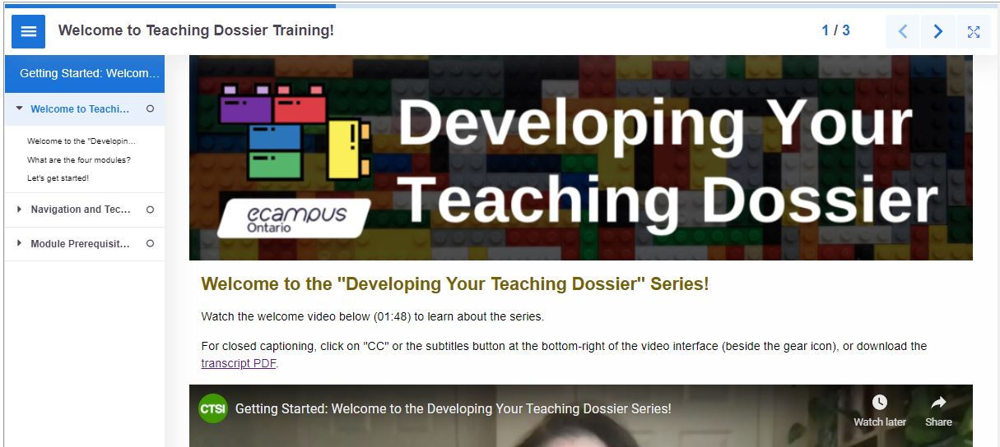 Welcome to Teaching Dossier Training!
1 / 3
Getting Started: Welcom...
Welcome to Teachi...
Welcome to the "Developin...
What are the four modules?
Let's get started!
Navigation and Tec...
Module Prerequisit...
Developing Your
Teaching Dossier
ecampus
Ontario
Welcome to the "Developing Your Teaching Dossier" Series!
Watch the welcome video below (01:48) to learn about the series.
For closed captioning, click on "CC" or the subtitles button at the bottom-right of the video interface (beside the gear icon), or download the
transcript PDF.
CTSI Getting Started: Welcome to the Developing Your Teaching Dossier Series!
Watch later Share